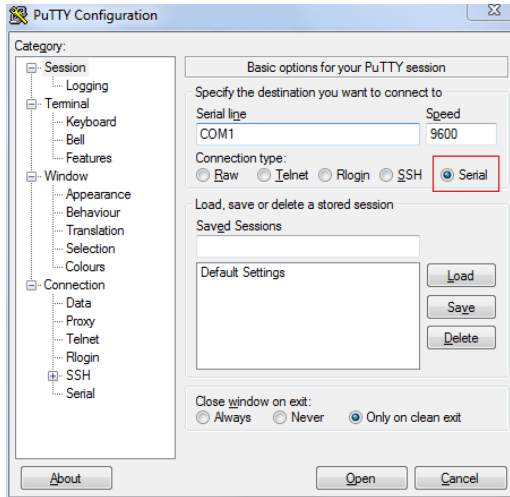 PuTTY Configuration
Category:
Session
Logging
Terminal
Keyboard
Bell
Features
Window
Appearance
Behaviour
Translation
Selection
Colours
Connection
Data
Proxy
Telnet
Rlogin
SSH
Serial
Basic options for your PuTTY session
Specify the destination you want to connect to
Serial line Speed
COM1 9600
Connection type:
Raw Telnet Rlogin SSH Serial
Load, save or delete a stored session
Saved Sessions
Default Settings
Load
Save
Delete
Close window on exit:
Always Never Only on clean exit
About Open Cancel